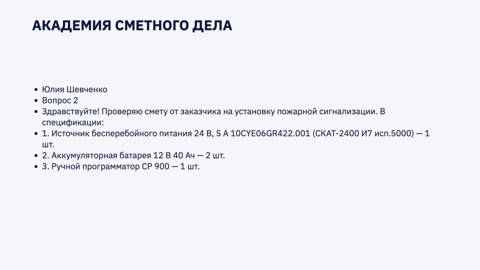 АКАДЕМИЯ СМЕТНОГО ДЕЛА
• Юлия Шевченко
• Вопрос 2
• Здравствуйте! Проверяю смету от заказчика на установку пожарной сигнализации. В
спецификации:
• 1. Источник бесперебойного питания 24 В, 5 А 10CYE06GR422.001 (СКАТ-2400 И7 исп.5000) — 1
шт.
• 2. Аккумуляторная батарея 12 В 40 Ач — 2 шт.
• 3. Ручной программатор СР 900 — 1 шт.